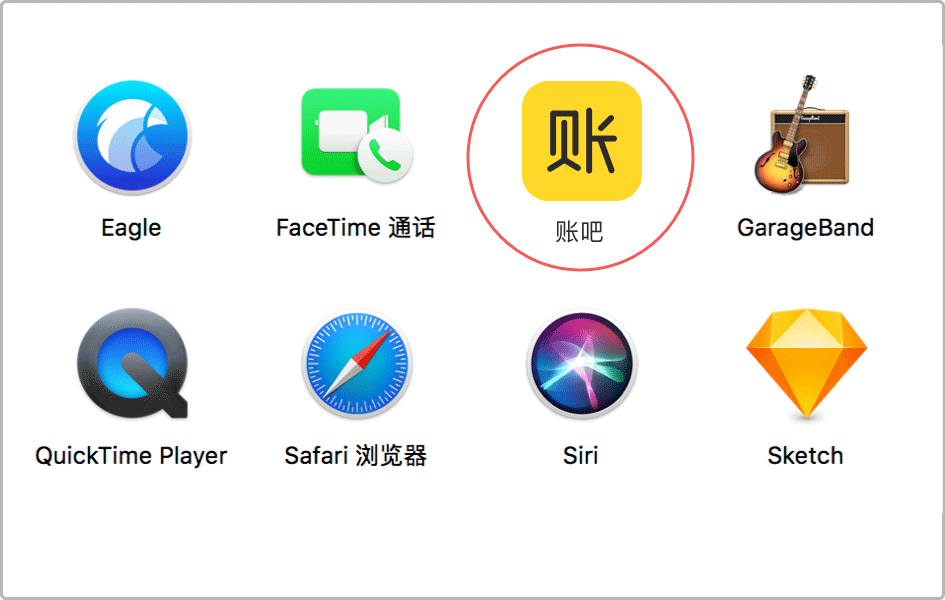 账
Eagle
FaceTime 通话
账吧
GarageBand
QuickTime Player
Safari 浏览器
Siri
Sketch